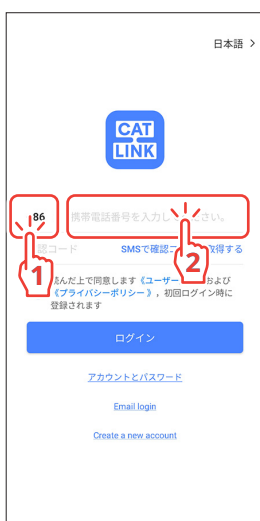 日本語 >
CAT
LINK
86 携帯電話番号を入力し さい。
コード SMSで確認 取得する
1 2
読んだ上で同意します《ユーザー および
《プライバシーポリシー 》，初回ログイン時に
登録されます
ログイン
アカウントとパスワード
Email login
Create a new account